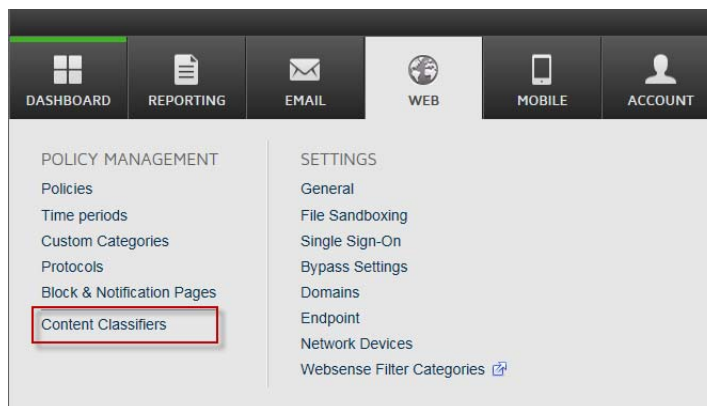 DASHBOARD REPORTING EMAIL WEB MOBILE ACCOUNT
POLICY MANAGEMENT
Policies
Time periods
Custom Categories
Protocols
Block & Notification Pages
Content Classifiers
SETTINGS
General
File Sandboxing
Single Sign-On
Bypass Settings
Domains
Endpoint
Network Devices
Websense Filter Categories